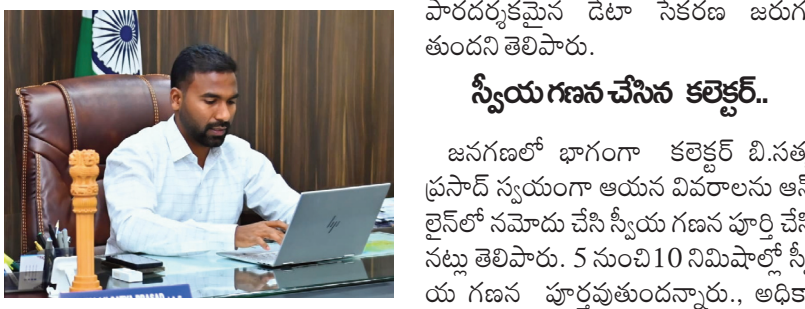 పారదర్శకమైన డేటా సేకరణ జరుగు
తుందని తెలిపారు.
స్వీయ గణన చేసిన కలెక్టర్..
జనగణలో భాగంగా కలెక్టర్ బి.సత
ప్రసాద్ స్వయంగా ఆయన వివరాలను ఆన్
లైన్‌లో నమోదు చేసి స్వీయ గణన పూర్తి చేసి
నట్లు తెలిపారు. 5 నుంచి10 నిమిషాల్లో స్వీ
య గణన పూర్తవుతుందన్నారు., అధికా
hp